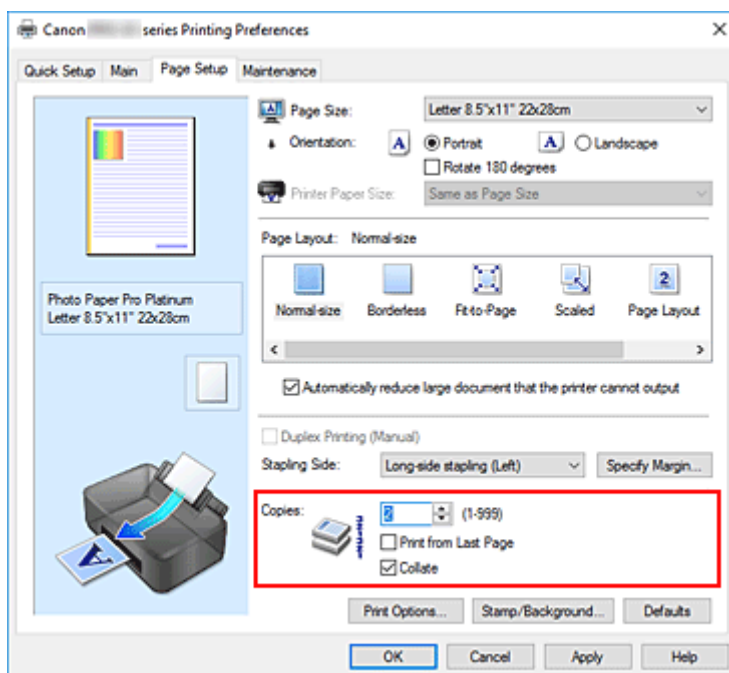 Canon series Printing Preferences
Quick Setup Main Page Setup Maintenance
Page Size: Letter 8.5"x11" 22x28cm
Orientation: A Portrait A Landscape
Rotate 180 degrees
Printer Paper Size: Same as Page Size
Page Layout: Normal-size
2
Normal-size Borderless Fit-to-Page Scaled Page Layout
Photo Paper Pro Platinum
Letter 8.5"x11" 22x28cm
Automatically reduce large document that the printer cannot output
Duplex Printing (Manual)
Stapling Side: Long-side stapling (Left) Specify Margin...
Copies: 2 (1-999)
Print from Last Page
Collate
A
Print Options... Stamp/Background... Defaults
OK Cancel Apply Help